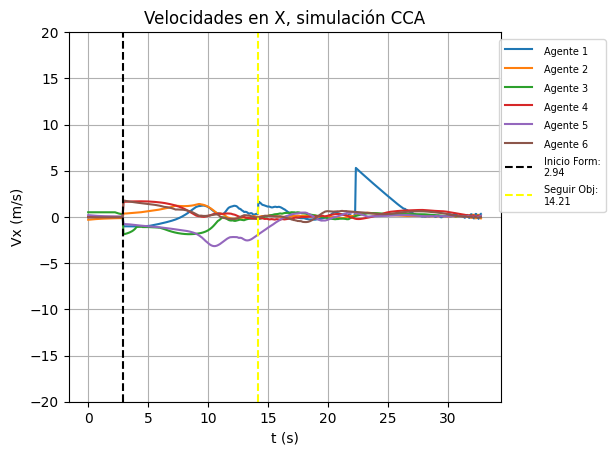 Velocidades en X, simulación CCA
Vx (m/s)
20
15
10
5
0
−5
−10
−15
−20
0
5
10
15
20
25
30
t (s)
Agente 1
Agente 2
Agente 3
Agente 4
Agente 5
Agente 6
Inicio Form:
2.94
Seguir Obj:
14.21